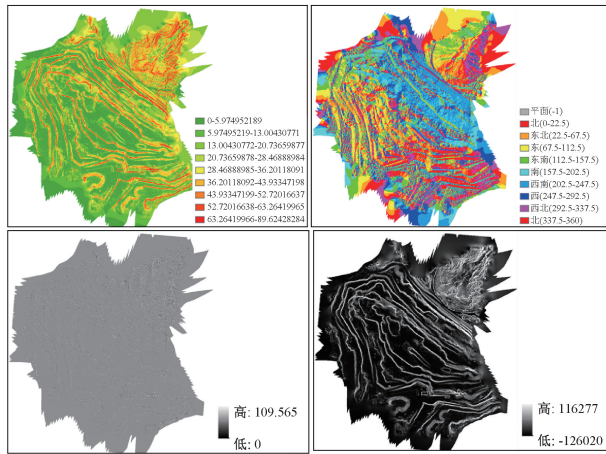 0-5.974952189
5.97495219-13.00430771
13.00430772-20.73659877
20.73659878-28.46888984
28.46888985-36.20118091
36.20118092-43.93347198
43.93347199-52.72016637
52.72016638-63.26419965
63.26419966-89.62428284
平面(-1)
北(0-22.5)
东北(22.5-67.5)
东(67.5-112.5)
东南(112.5-157.5)
南(157.5-202.5)
西南(202.5-247.5)
西(247.5-292.5)
西北(292.5-337.5)
北(337.5-360)
高: 109.565
低: 0
高: 116277
低: -126020